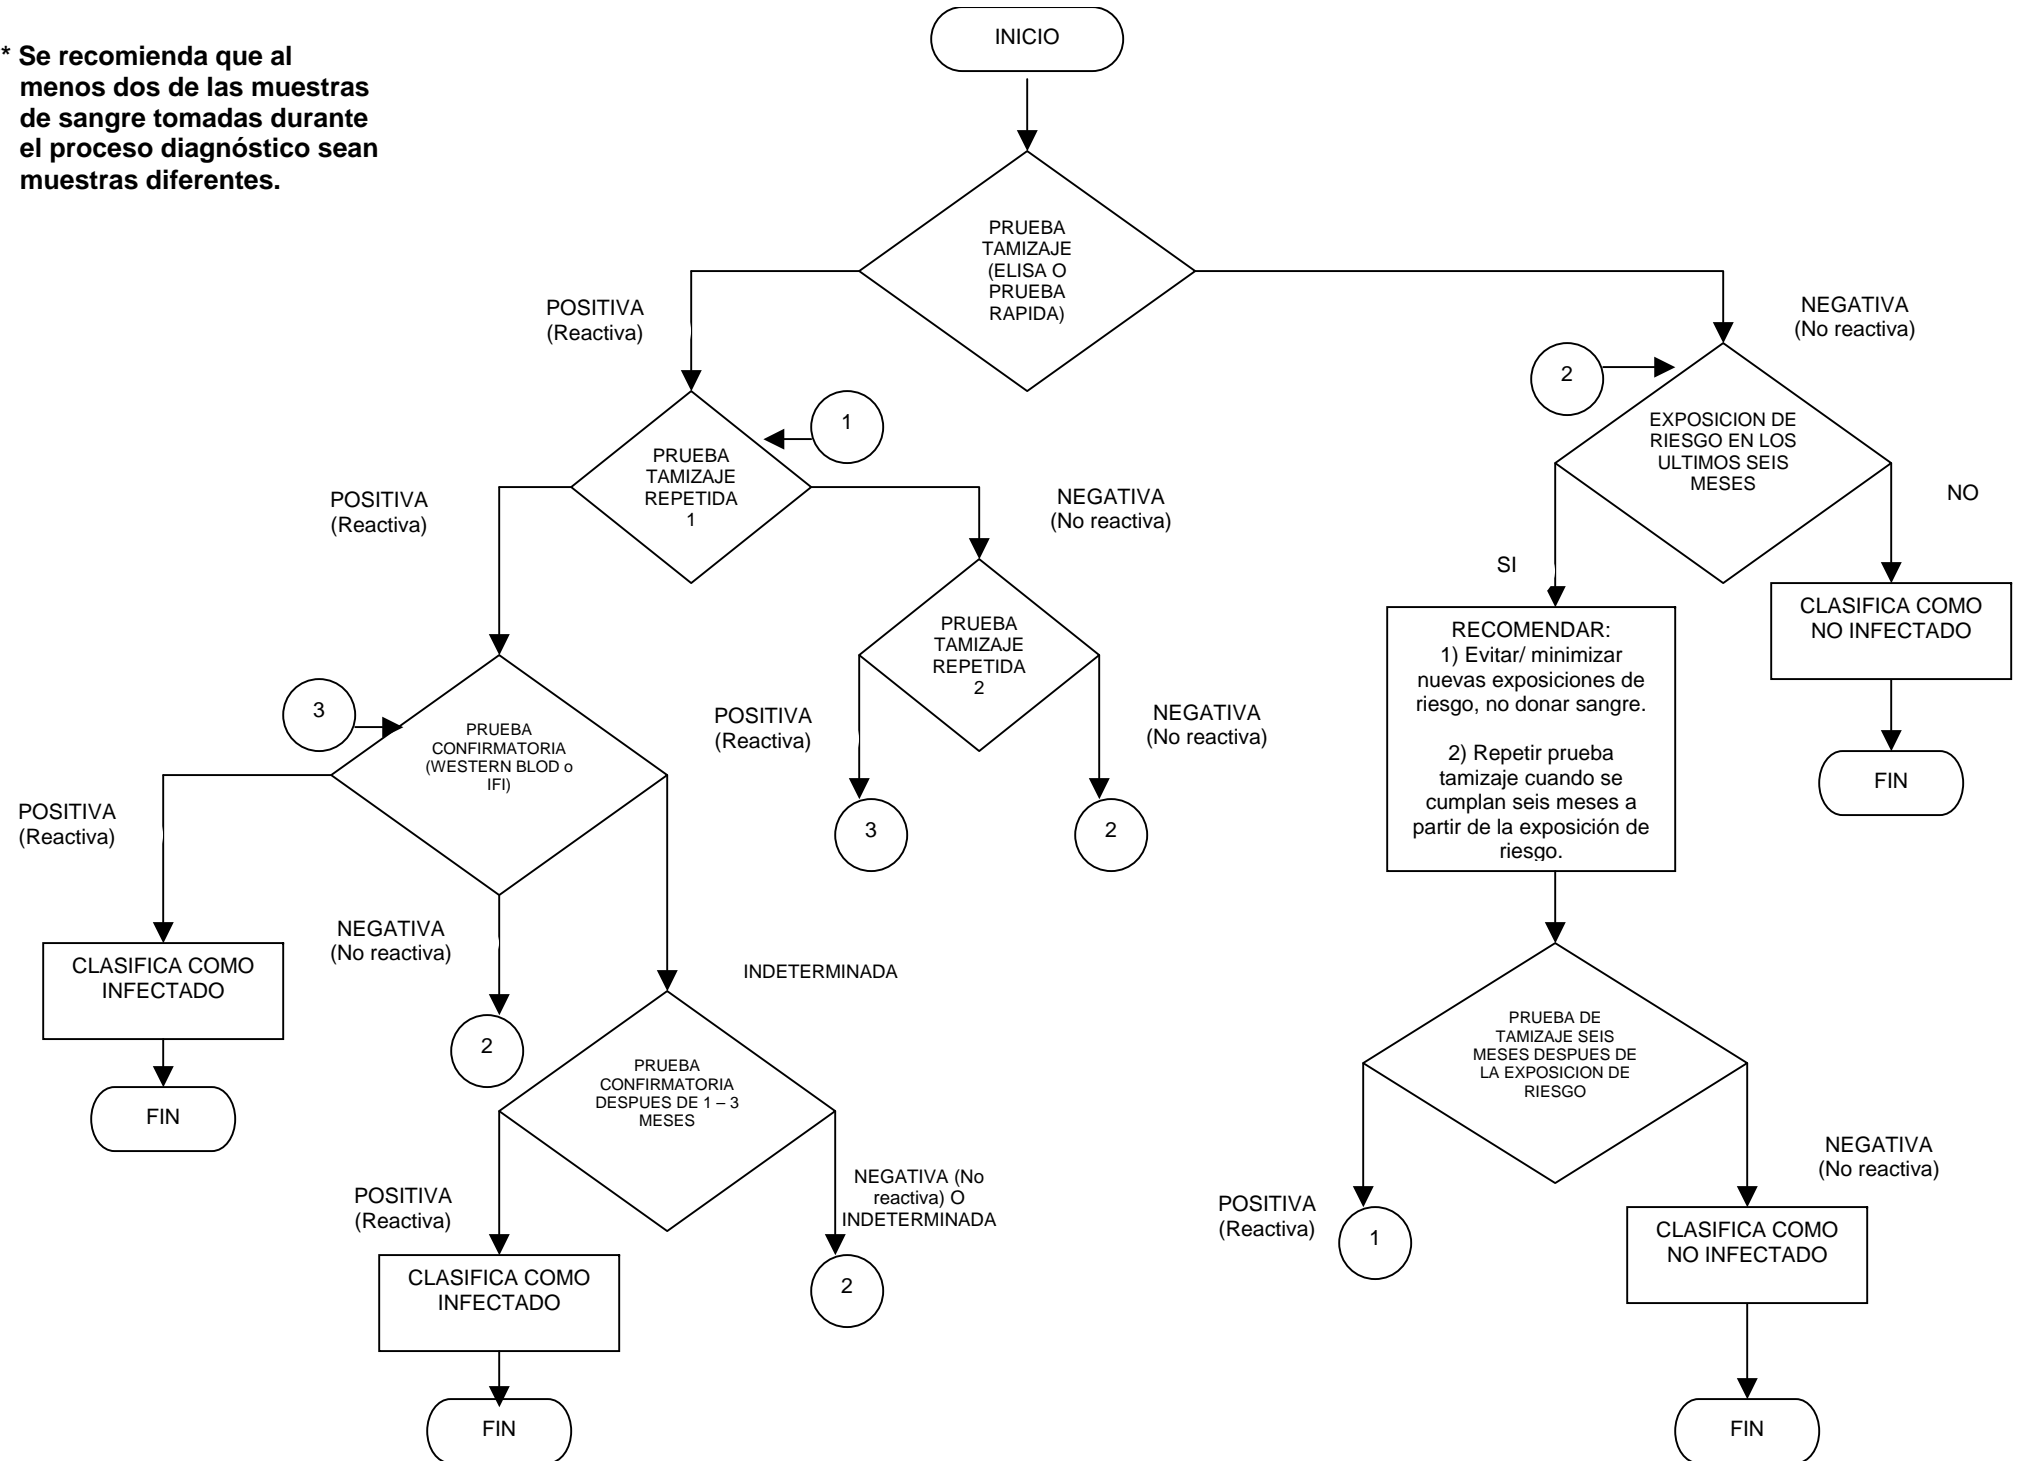 * Se recomienda que al
menos dos de las muestras
de sangre tomadas durante
el proceso diagnóstico sean
muestras diferentes.
INICIO
PRUEBA
TAMIZAJE
(ELISA O
PRUEBA
RAPIDA)
POSITIVA
(Reactiva)
NEGATIVA
(No reactiva)
1
PRUEBA
TAMIZAJE
REPETIDA
1
2
EXPOSICION DE
RIESGO EN LOS
ULTIMOS SEIS
MESES
POSITIVA
(Reactiva)
NEGATIVA
(No reactiva)
SI
NO
PRUEBA
TAMIZAJE
REPETIDA
2
RECOMENDAR:
1) Evitar/ minimizar
nuevas exposiciones de
riesgo, no donar sangre.
2) Repetir prueba
tamizaje cuando se
cumplan seis meses a
partir de la exposición de
riesgo.
CLASIFICA COMO
NO INFECTADO
FIN
3
PRUEBA
CONFIRMATORIA
(WESTERN BLOD o
IFI)
POSITIVA
(Reactiva)
NEGATIVA
(No reactiva)
3
2
POSITIVA
(Reactiva)
NEGATIVA
(No reactiva)
INDETERMINADA
CLASIFICA COMO
INFECTADO
FIN
2
PRUEBA
CONFIRMATORIA
DESPUES DE 1 – 3
MESES
PRUEBA DE
TAMIZAJE SEIS
MESES DESPUES DE
LA EXPOSICION DE
RIESGO
POSITIVA
(Reactiva)
NEGATIVA (No
reactiva) O
INDETERMINADA
POSITIVA
(Reactiva)
NEGATIVA
(No reactiva)
CLASIFICA COMO
INFECTADO
2
1
CLASIFICA COMO
NO INFECTADO
FIN
FIN